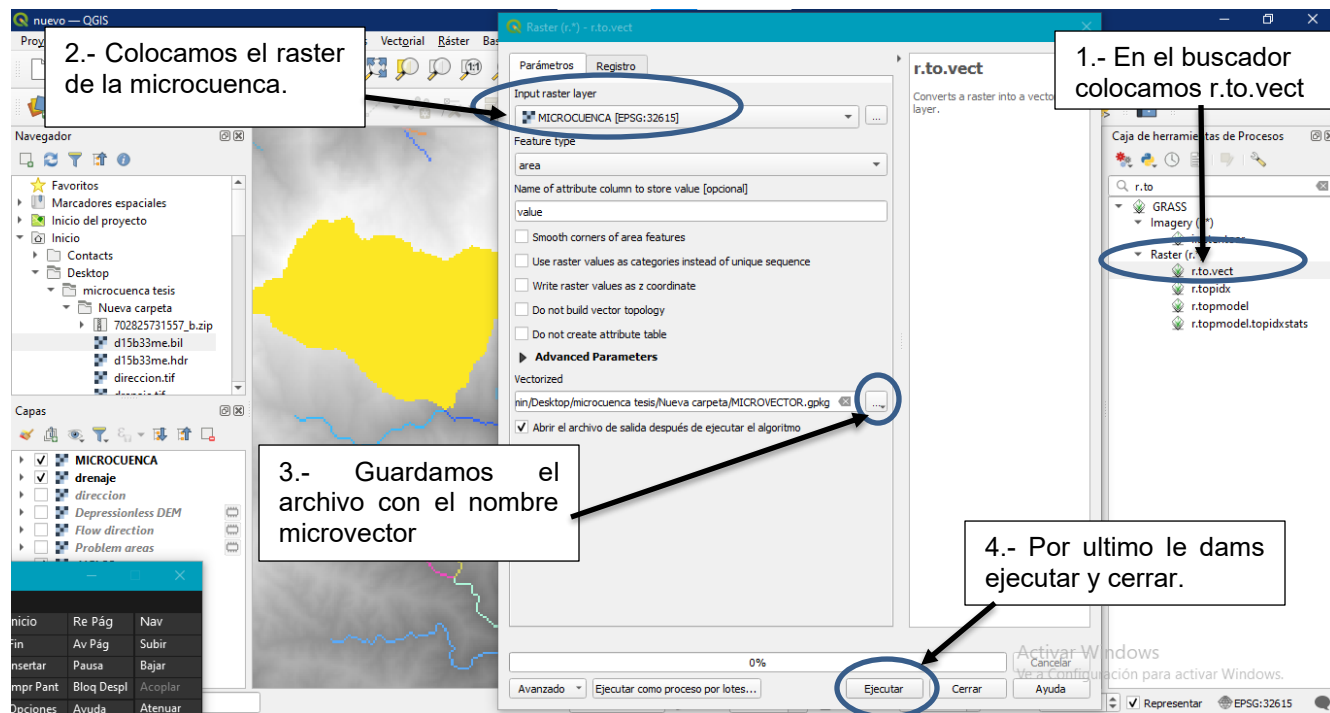 nuevo — QGIS
Raster (r.*) - r.to.vect
Vectorial Ráster
2.- Colocamos el raster
de la microcuenca.
1.- En el buscador
colocamos r.to.vect
Parámetros Registro
Input raster layer
MICROCUENCA [EPSG:32615]
...
Feature type
area
Name of attribute column to store value [opcional]
value
Smooth corners of area features
Use raster values as categories instead of unique sequence
Write raster values as z coordinate
Do not build vector topology
Do not create attribute table
Advanced Parameters
Vectorized
nin/Desktop/microcuenca tesis/Nueva carpeta/MICROVECTOR.gpkg
...
Abrir el archivo de salida después de ejecutar el algoritmo
r.to.vect
Converts a raster into a vector
layer.
Navegador
Favoritos
Marcadores espaciales
Inicio del proyecto
Inicio
Contacts
Desktop
microcuenca tesis
Nueva carpeta
702825731557_b.zip
d15b33me.bil
d15b33me.hdr
direccion.tif
Capas
MICROCUENCA
drenaje
direccion
Depressionless DEM
Flow direction
Problem areas
Caja de herramientas de Procesos
r.to
GRASS
Imagery
Raster
r.to.vect
r.topidx
r.topmodel
r.topmodel.topidxstats
3.- Guardamos el
archivo con el nombre
microvector
4.- Por ultimo le dams
ejecutar y cerrar.
nicio Re Pág Nav
Fin Av Pág Subir
nsertar Pausa Bajar
mpr Pant Bloq Despl Acoplar
Opciones Ayuda Atenuar
0%
Cancelar
Avanzado Ejecutar como proceso por lotes... Ejecutar Cerrar Ayuda
Activar Windows
Ve a Configuración para activar Windows.
Representar EPSG:32615